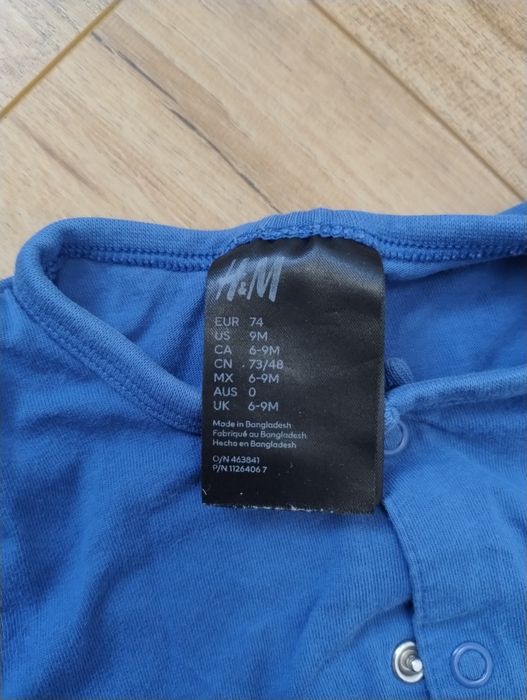 H&M
EUR 74
US 9M
CA 6-9M
CN 73/48
MX 6-9M
AUS 0
UK 6-9M
Made in Bangladesh
Fabriqué au Bangladesh
Hecho en Bangladesh
O/N 463841
P/N 1126406 7